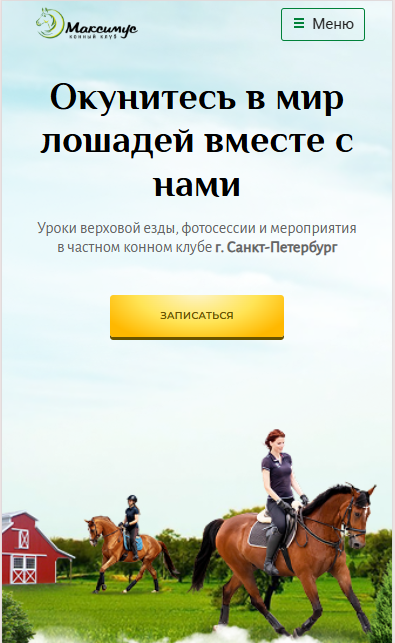 Максимус
конный клуб
Меню
Окунитесь в мир
лошадей вместе с
нами
Уроки верховой езды, фотосессии и мероприятия
в частном конном клубе г. Санкт-Петербург
ЗАПИСАТЬСЯ